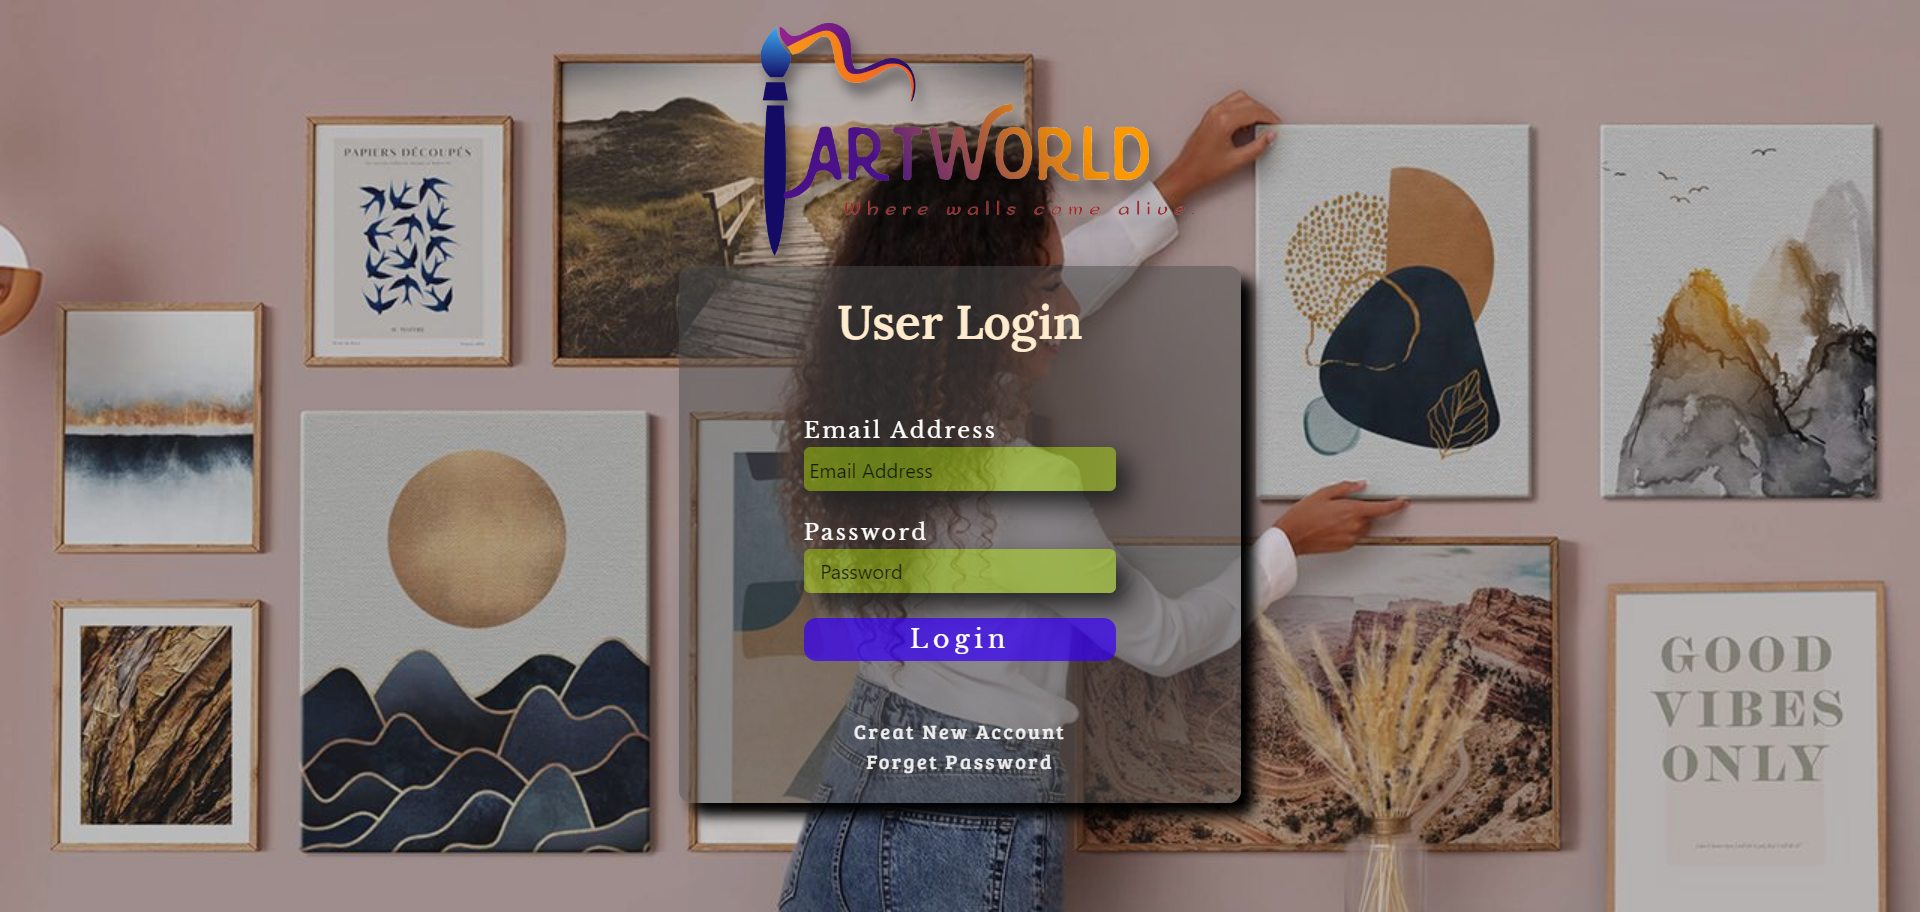 ARTWORLD
Where walls come alive.
PAPIERS DÉCOUPÉS
User Login
Email Address
Email Address
Password
Password
Login
Creat New Account
Forget Password
GOOD
VIBES
ONLY